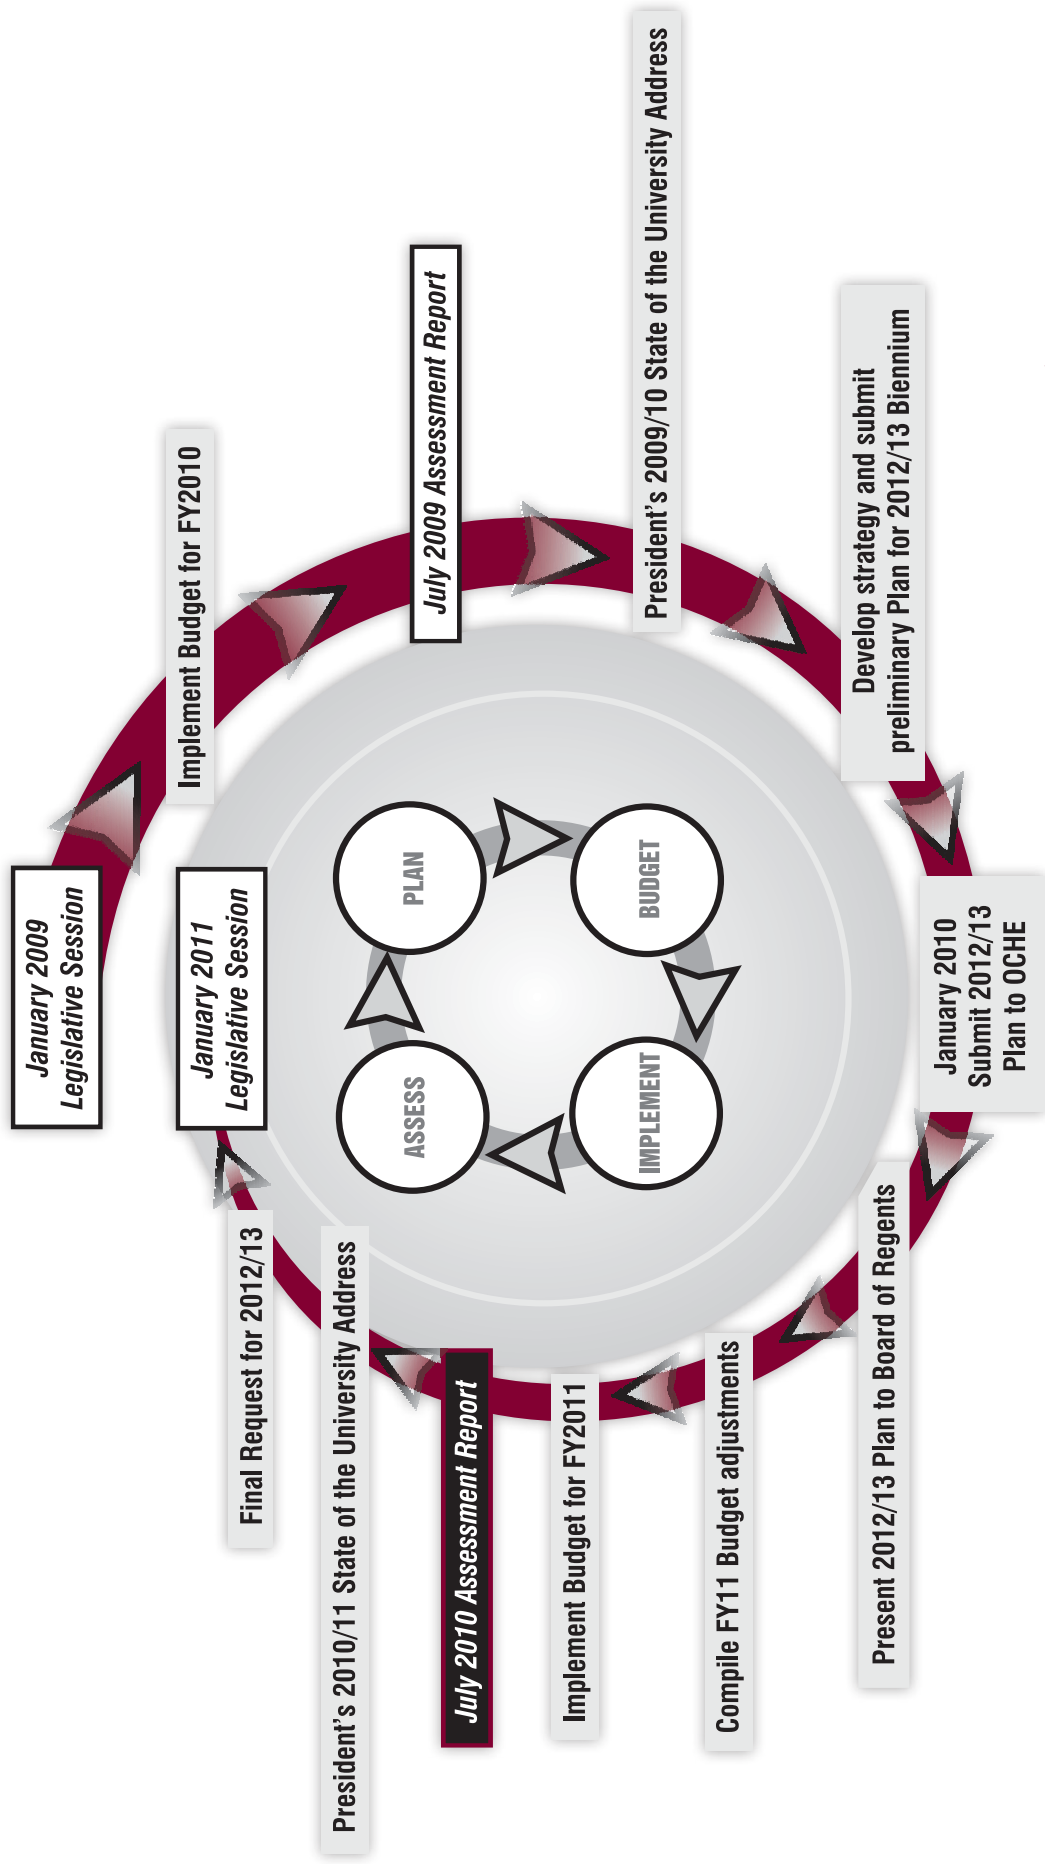 January 2009
Legislative Session
Implement Budget for FY2010
July 2009 Assessment Report
President's 2009/10 State of the University Address
Develop strategy and submit
preliminary Plan for 2012/13 Biennium
January 2010
Submit 2012/13
Plan to OCHE
Present 2012/13 Plan to Board of Regents
Compile FY11 Budget adjustments
Implement Budget for FY2011
July 2010 Assessment Report
President's 2010/11 State of the University Address
Final Request for 2012/13
January 2011
Legislative Session
PLAN
BUDGET
IMPLEMENT
ASSESS